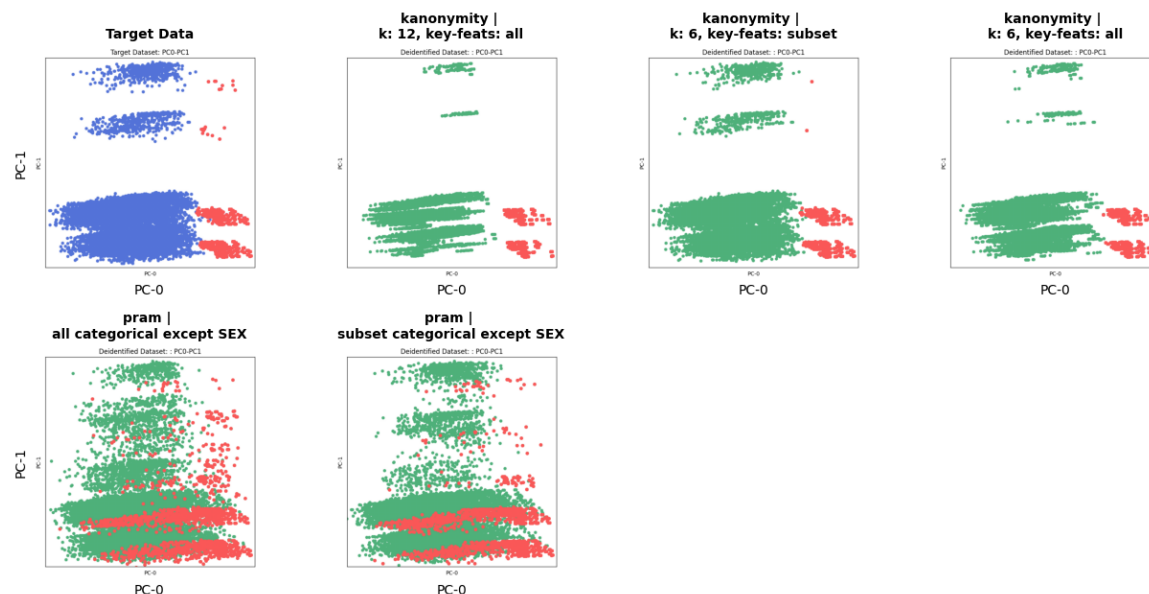 Target Data
Target Dataset: PC0-PC1
PC-1
PC-1
PC-0
PC-0
kanonymity |
k: 12, key-feats: all
Deidentified Dataset: : PC0-PC1
PC-1
PC-0
PC-0
kanonymity |
k: 6, key-feats: subset
Deidentified Dataset: : PC0-PC1
PC-1
PC-0
PC-0
kanonymity |
k: 6, key-feats: all
Deidentified Dataset: : PC0-PC1
PC-1
PC-0
PC-0
pram |
all categorical except SEX
Deidentified Dataset: : PC0-PC1
PC-1
PC-1
PC-0
PC-0
pram |
subset categorical except SEX
Deidentified Dataset: : PC0-PC1
PC-1
PC-0
PC-0